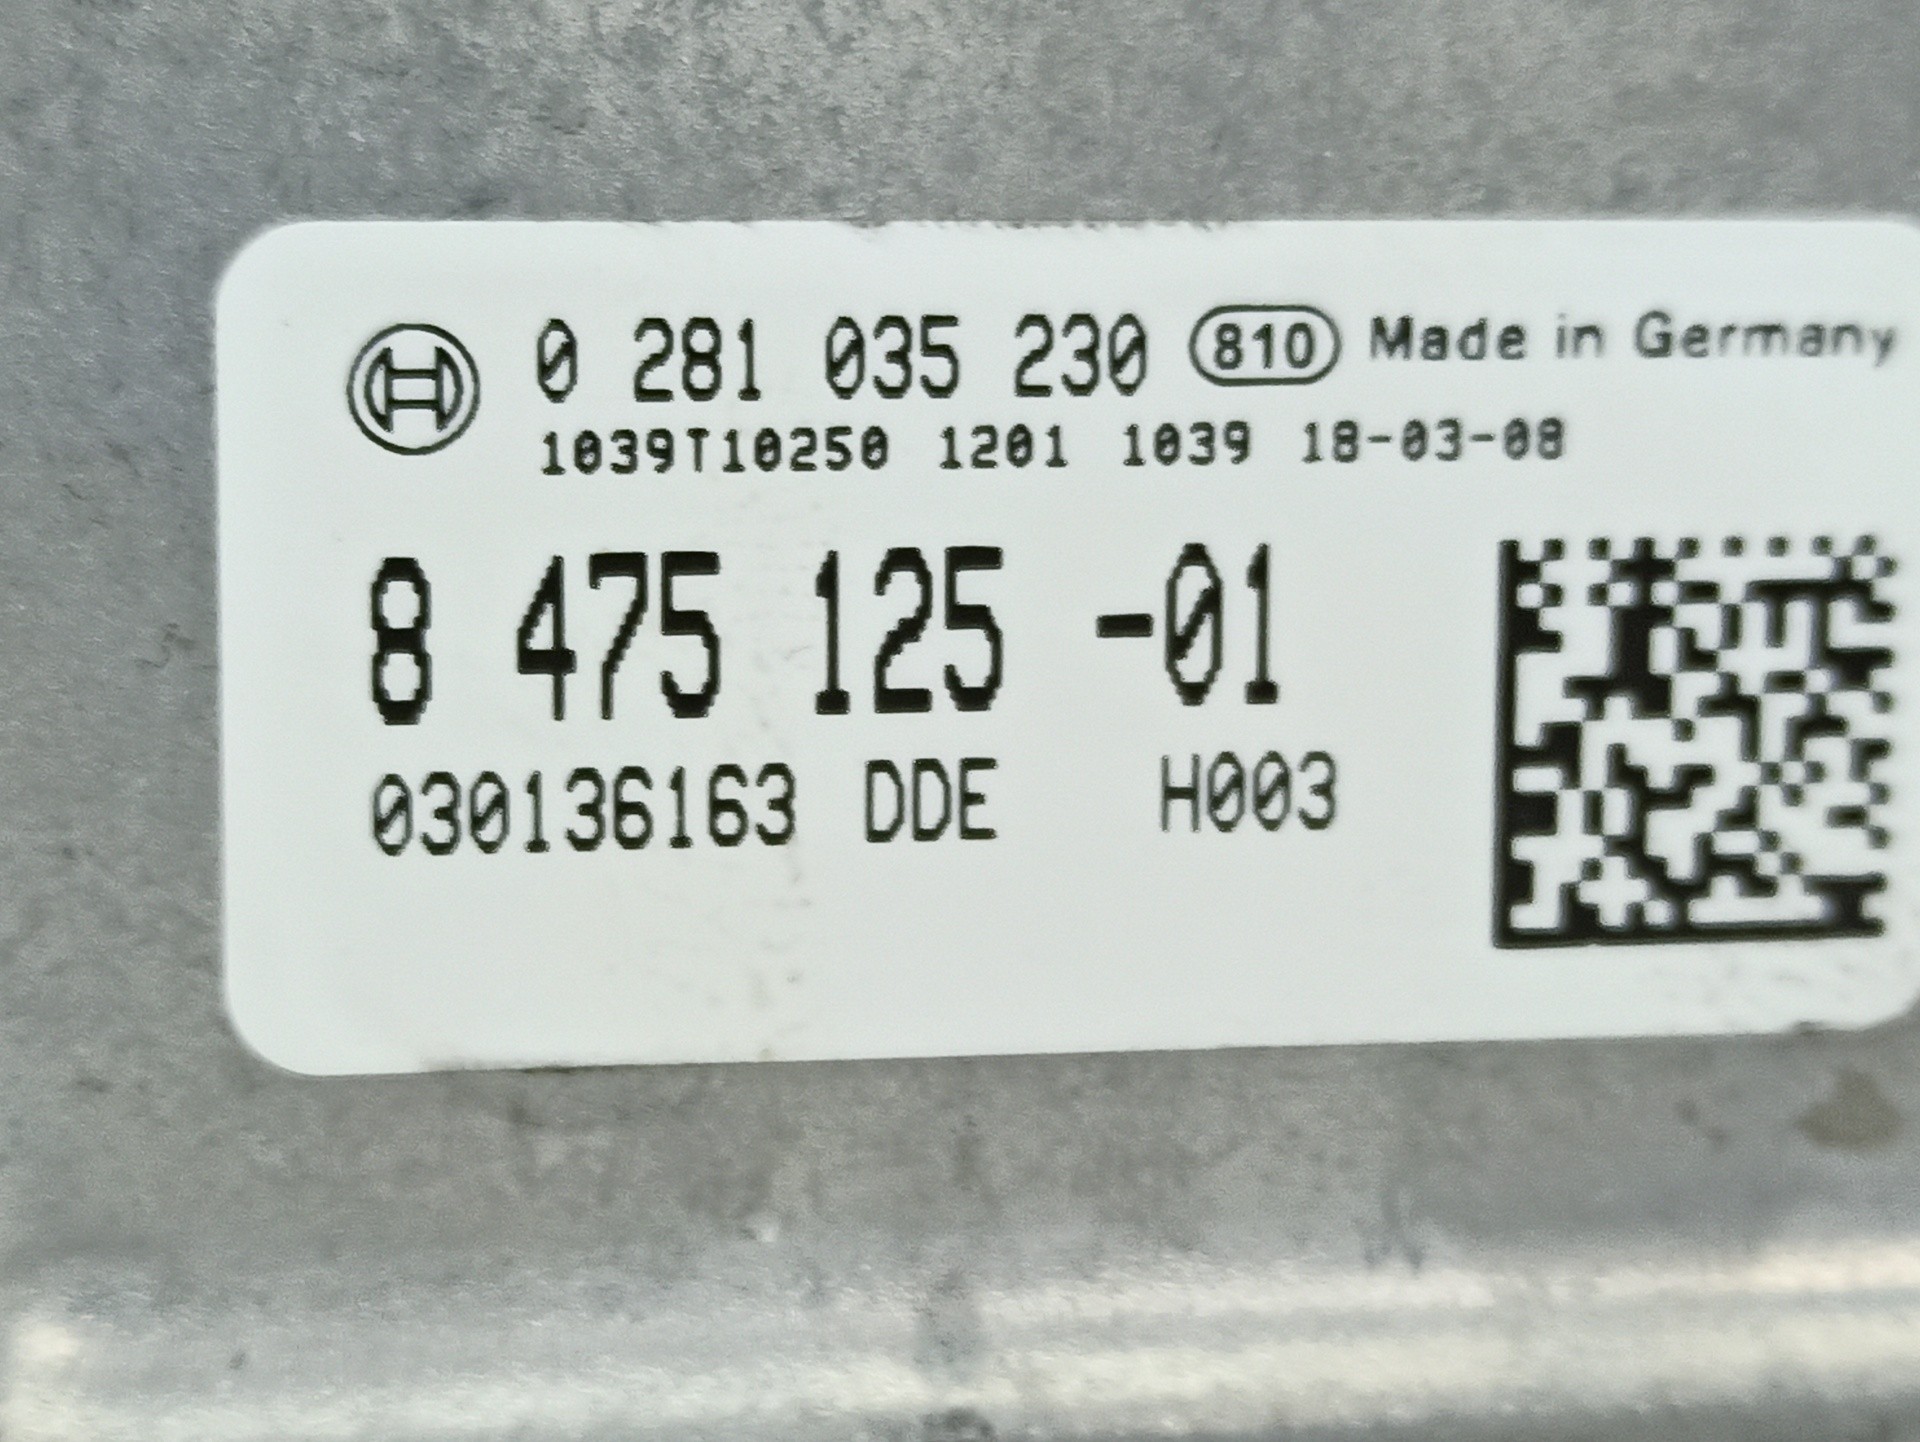 0 281 035 230 810 Made in Germany
1039T10250 1201 1039 18-03-08
8 475 125 -01
030136163 DDE H003